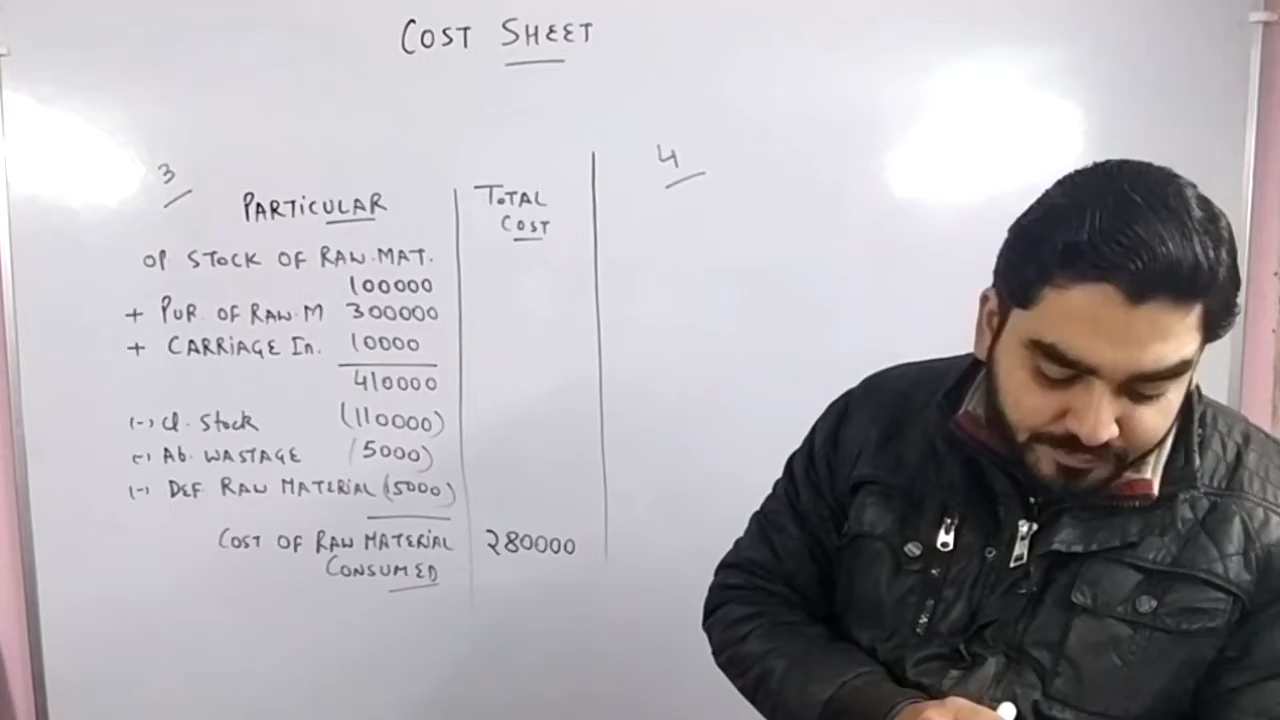 COST SHEET
3
PARTICULAR
TOTAL COST
OP STOCK OF RAW. MAT.
100000
+ PUR. OF RAW. M 300000
+ CARRIAGE In. 10000
410000
(-) Cl. Stock (110000)
(-) Ab. WASTAGE (5000)
(-) DEF. RAW MATERIAL (5000)
COST OF RAW MATERIAL 280000
CONSUMED
4